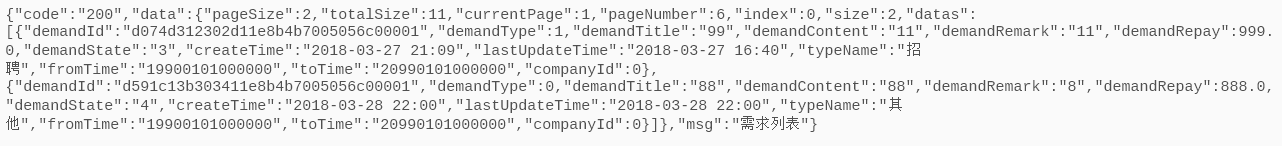 {"code":"200","data":{"pageSize":2,"totalSize":11,"currentPage":1,"pageNumber":6,"index":0,"size":2,"datas":
[{"demandId":"d074d312302d11e8b4b7005056c00001","demandType":1,"demandTitle":"99","demandContent":"11","demandRemark":"11","demandRepay":999.
0,"demandState":"3","createTime":"2018-03-27 21:09","lastUpdateTime":"2018-03-27 16:40","typeName":"招
聘","fromTime":"19900101000000","toTime":"20990101000000","companyId":0},
{"demandId":"d591c13b303411e8b4b7005056c00001","demandType":0,"demandTitle":"88","demandContent":"88","demandRemark":"8","demandRepay":888.0,
"demandState":"4","createTime":"2018-03-28 22:00","lastUpdateTime":"2018-03-28 22:00","typeName":"其
他","fromTime":"19900101000000","toTime":"20990101000000","companyId":0}]},"msg":"需求列表"}